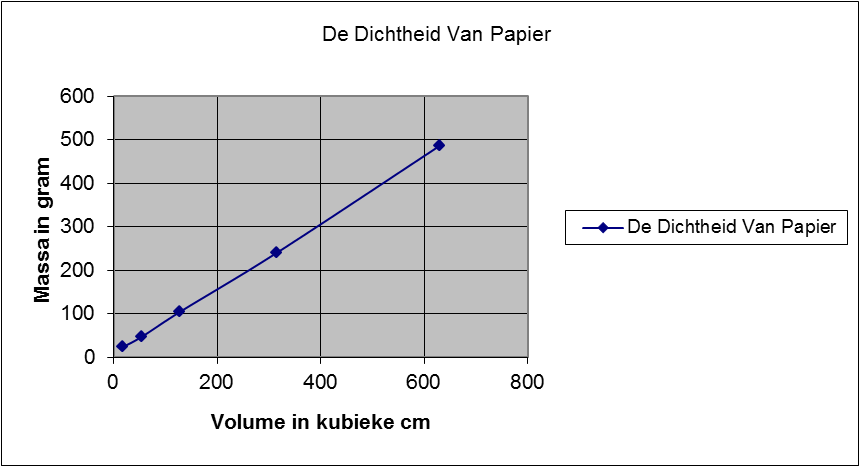 De Dichtheid Van Papier
600
500
400
300
200
100
0
Massa in gram
0 200 400 600 800
Volume in kubieke cm
De Dichtheid Van Papier